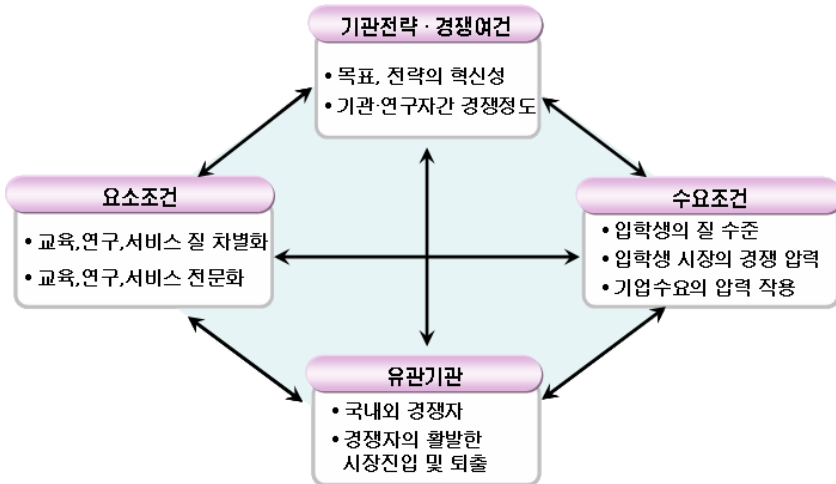 기관전략 · 경쟁여건
• 목표, 전략의 혁신성
• 기관·연구자간 경쟁정도
요소조건
• 교육,연구,서비스 질 차별화
• 교육,연구,서비스 전문화
수요조건
• 입학생의 질 수준
• 입학생 시장의 경쟁 압력
• 기업수요의 압력 작용
유관기관
• 국내외 경쟁자
• 경쟁자의 활발한
시장진입 및 퇴출